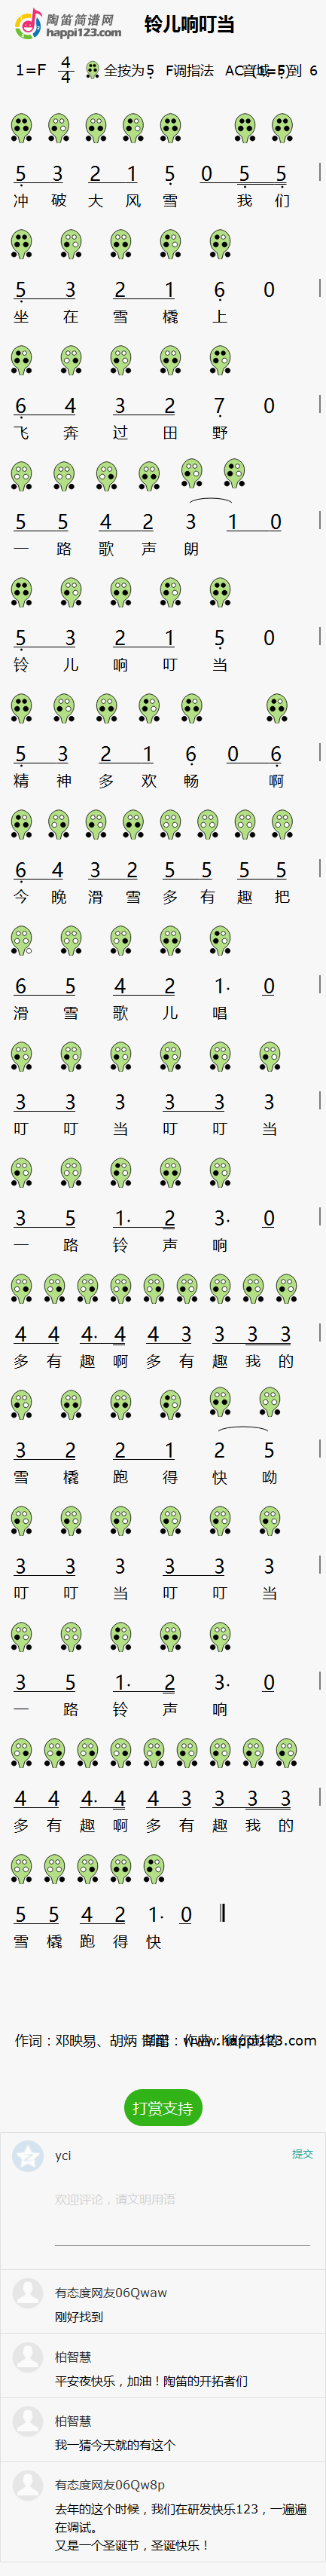 陶笛简谱网
happi123.com
铃儿响叮当
1=F 4/4 全按为5 F调指法 AC音域(1=F) 5到 6
5 3 2 1 5 0 5 5
冲 破 大 风 雪 我 们
5 3 2 1 6 0
坐 在 雪 橇 上
6 4 3 2 7 0
飞 奔 过 田 野
5 5 4 2 3 1 0
一 路 歌 声 朗
5 3 2 1 5 0
铃 儿 响 叮 当
5 3 2 1 6 0 6
精 神 多 欢 畅 啊
6 4 3 2 5 5 5 5
今 晚 滑 雪 多 有 趣 把
6 5 4 2 1· 0
滑 雪 歌 儿 唱
3 3 3 3 3 3
叮 叮 当 叮 叮 当
3 5 1· 2 3· 0
一 路 铃 声 响
4 4 4· 4 4 3 3 3 3
多 有 趣 啊 多 有 趣 我 的
3 2 2 1 2 5
雪 橇 跑 得 快 呦
3 3 3 3 3 3
叮 叮 当 叮 叮 当
3 5 1· 2 3· 0
一 路 铃 声 响
4 4 4· 4 4 3 3 3 3
多 有 趣 啊 多 有 趣 我 的
5 5 4 2 1· 0
雪 橇 跑 得 快
作词：邓映易、胡炳 www.happi123.com
打赏支持
yci
提交
欢迎评论，请文明用语
有态度网友06Qwaw
刚好找到
柏智慧
平安夜快乐，加油！陶笛的开拓者们
柏智慧
我一猜今天就的有这个
有态度网友06Qw8p
去年的这个时候，我们在研发快乐123，一遍遍
在调试。
又是一个圣诞节，圣诞快乐！